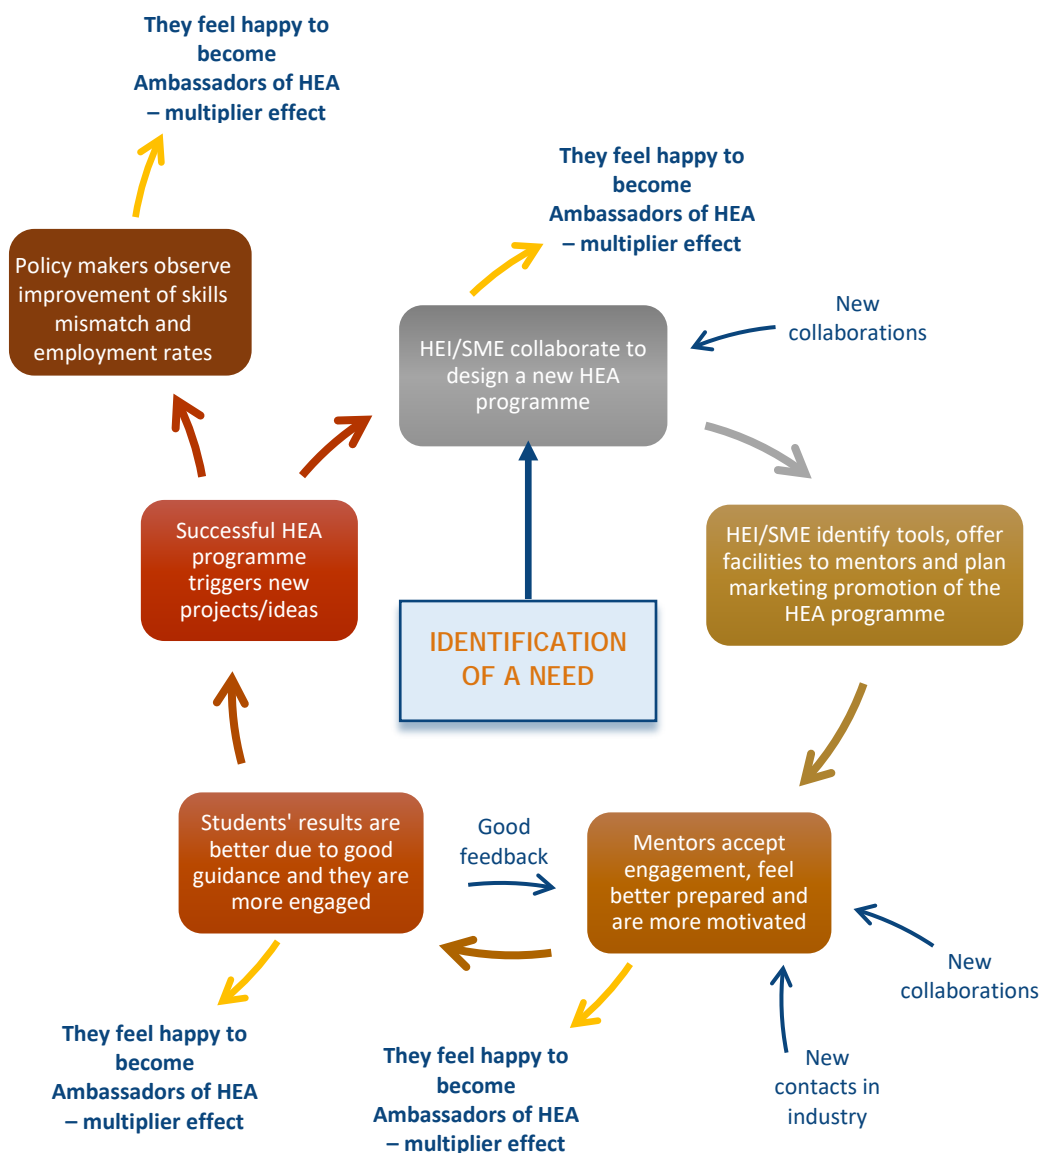 They feel happy to
become
Ambassadors of HEA
– multiplier effect
They feel happy to
become
Ambassadors of HEA
– multiplier effect
Policy makers observe
improvement of skills
mismatch and
employment rates
HEI/SME collaborate to
design a new HEA
programme
New
collaborations
Successful HEA
programme
triggers new
projects/ideas
HEI/SME identify tools, offer
facilities to mentors and plan
marketing promotion of the
HEA programme
IDENTIFICATION
OF A NEED
Students' results are
better due to good
guidance and they are
more engaged
Good
feedback
Mentors accept
engagement, feel
better prepared and
are more motivated
New
collaborations
They feel happy to
become
Ambassadors of HEA
– multiplier effect
They feel happy to
become
Ambassadors of HEA
– multiplier effect
New
contacts in
industry